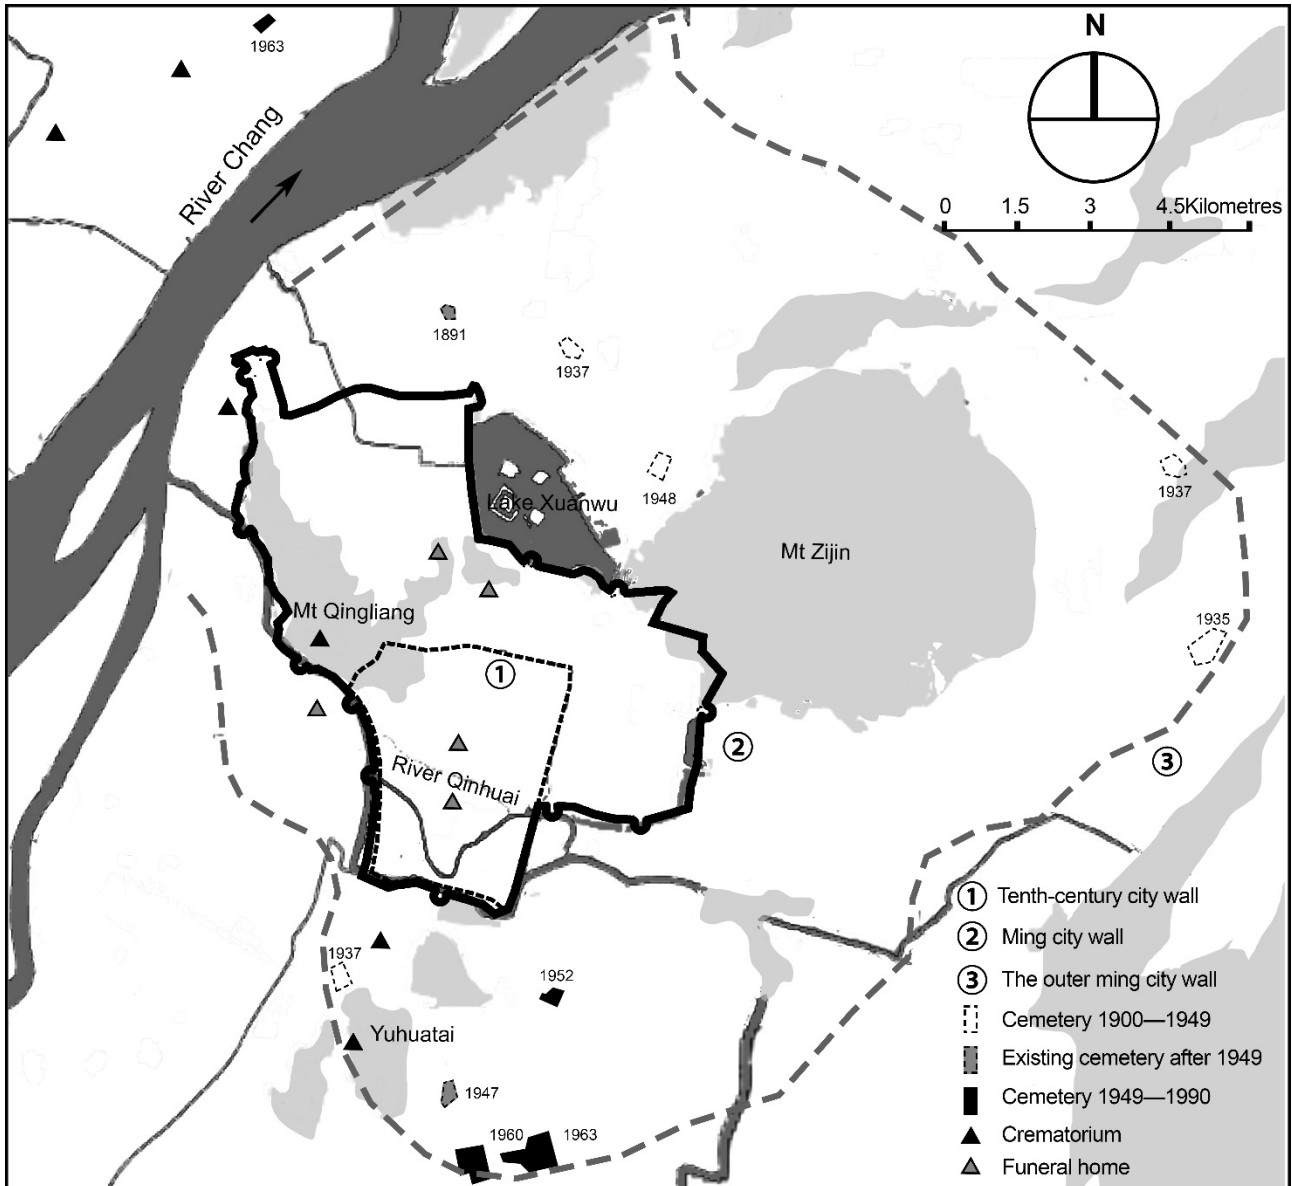 1963
N
River Chang
0 1.5 3 4.5Kilometres
1891
1937
1948
1937
Lake Xuanwu
Mt Zijin
Mt Qingliang
1935
①
②
③
River Qinhuai
① Tenth-century city wall
② Ming city wall
③ The outer ming city wall
Cemetery 1900—1949
Existing cemetery after 1949
Cemetery 1949—1990
Crematorium
Funeral home
1937
1952
Yuhuatai
1947
1960
1963